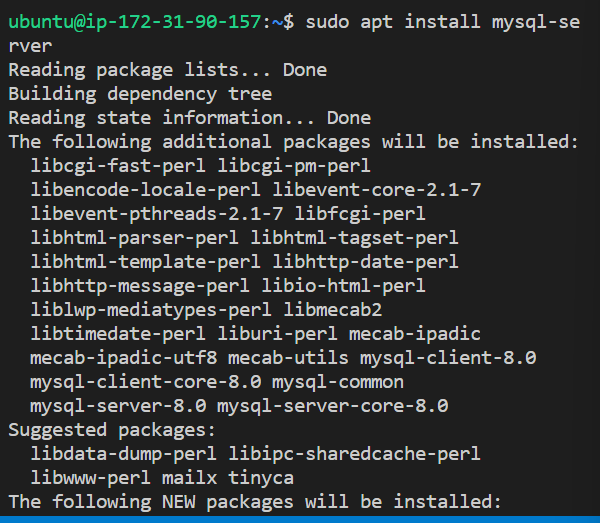 ubuntu@ip-172-31-90-157:~$ sudo apt install mysql-se
rver
Reading package lists... Done
Building dependency tree
Reading state information... Done
The following additional packages will be installed:
  libcgi-fast-perl libcgi-pm-perl
  libencode-locale-perl libevent-core-2.1-7
  libevent-pthreads-2.1-7 libfcgi-perl
  libhtml-parser-perl libhtml-tagset-perl
  libhtml-template-perl libhttp-date-perl
  libhttp-message-perl libio-html-perl
  liblwp-mediatypes-perl libmecab2
  libtimedate-perl liburi-perl mecab-ipadic
  mecab-ipadic-utf8 mecab-utils mysql-client-8.0
  mysql-client-core-8.0 mysql-common
  mysql-server-8.0 mysql-server-core-8.0
Suggested packages:
  libdata-dump-perl libipc-sharedcache-perl
  libwww-perl mailx tinyca
The following NEW packages will be installed: